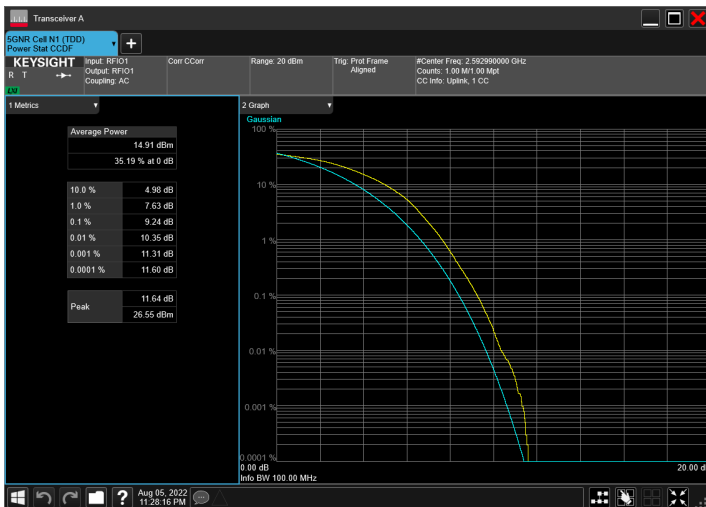 Transceiver A
5GNR Cell N1 (TDD)
Power Stat CCDF
KEYSIGHT
R T
LXI
Input: RFIO1
Output: RFIO1
Coupling: AC
Corr CCorr
Range: 20 dBm
Trig: Prot Frame
Aligned
#Center Freq: 2.592990000 GHz
Counts: 1.00 M/1.00 Mpt
CC Info: Uplink, 1 CC
1 Metrics
Average Power
14.91 dBm
35.19 % at 0 dB
10.0 % 4.98 dB
1.0 % 7.63 dB
0.1 % 9.24 dB
0.01 % 10.35 dB
0.001 % 11.31 dB
0.0001 % 11.60 dB
Peak
11.64 dB
26.55 dBm
2 Graph
Gaussian
100 %
10 %
1 %
0.1 %
0.01 %
0.001 %
0.0001 %
0.00 dB
20.00 d
Info BW 100.00 MHz
?
Aug 05, 2022
11:28:16 PM